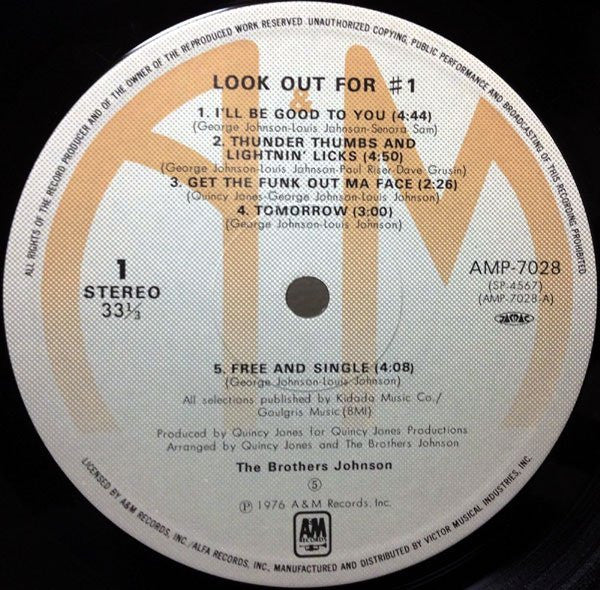 ALL RIGHTS OF THE RECORD PRODUCER AND OF THE OWNER OF THE REPRODUCED WORK RESERVED. UNAUTHORIZED COPYING, PUBLIC PERFORMANCE AND BROADCASTING OF THIS RECORDING PROHIBITED
LOOK OUT FOR #1
&
1. I'LL BE GOOD TO YOU (4:44)
(George Johnson-Louis Johnson-Senora Sam)
2. THUNDER THUMBS AND
LIGHTNIN' LICKS (4:50)
(George Johnson-Louis Johnson-Paul Riser-Dave Grusin)
3. GET THE FUNK OUT MA FACE (2:26)
(Quincy Jones-George Johnson-Louis Johnson)
4. TOMORROW (3:00)
(George Johnson-Louis Johnson)
1
STEREO
33⅓
AMP-7028
(SP-4567)
(AMP-7028-A)
JASRAC
5. FREE AND SINGLE (4:08)
(George Johnson-Louis Johnson)
All selections published by Kidada Music Co./
Goulgris Music (BMI)
Produced by Quincy Jones for Quincy Jones Productions
Arranged by Quincy Jones and The Brothers Johnson
The Brothers Johnson
⑤
℗ 1976 A & M Records, Inc.
A&M
RECORDS
LICENSED BY A&M RECORDS, INC./ALFA RECORDS, INC., MANUFACTURED AND DISTRIBUTED BY VICTOR MUSICAL INDUSTRIES, INC.